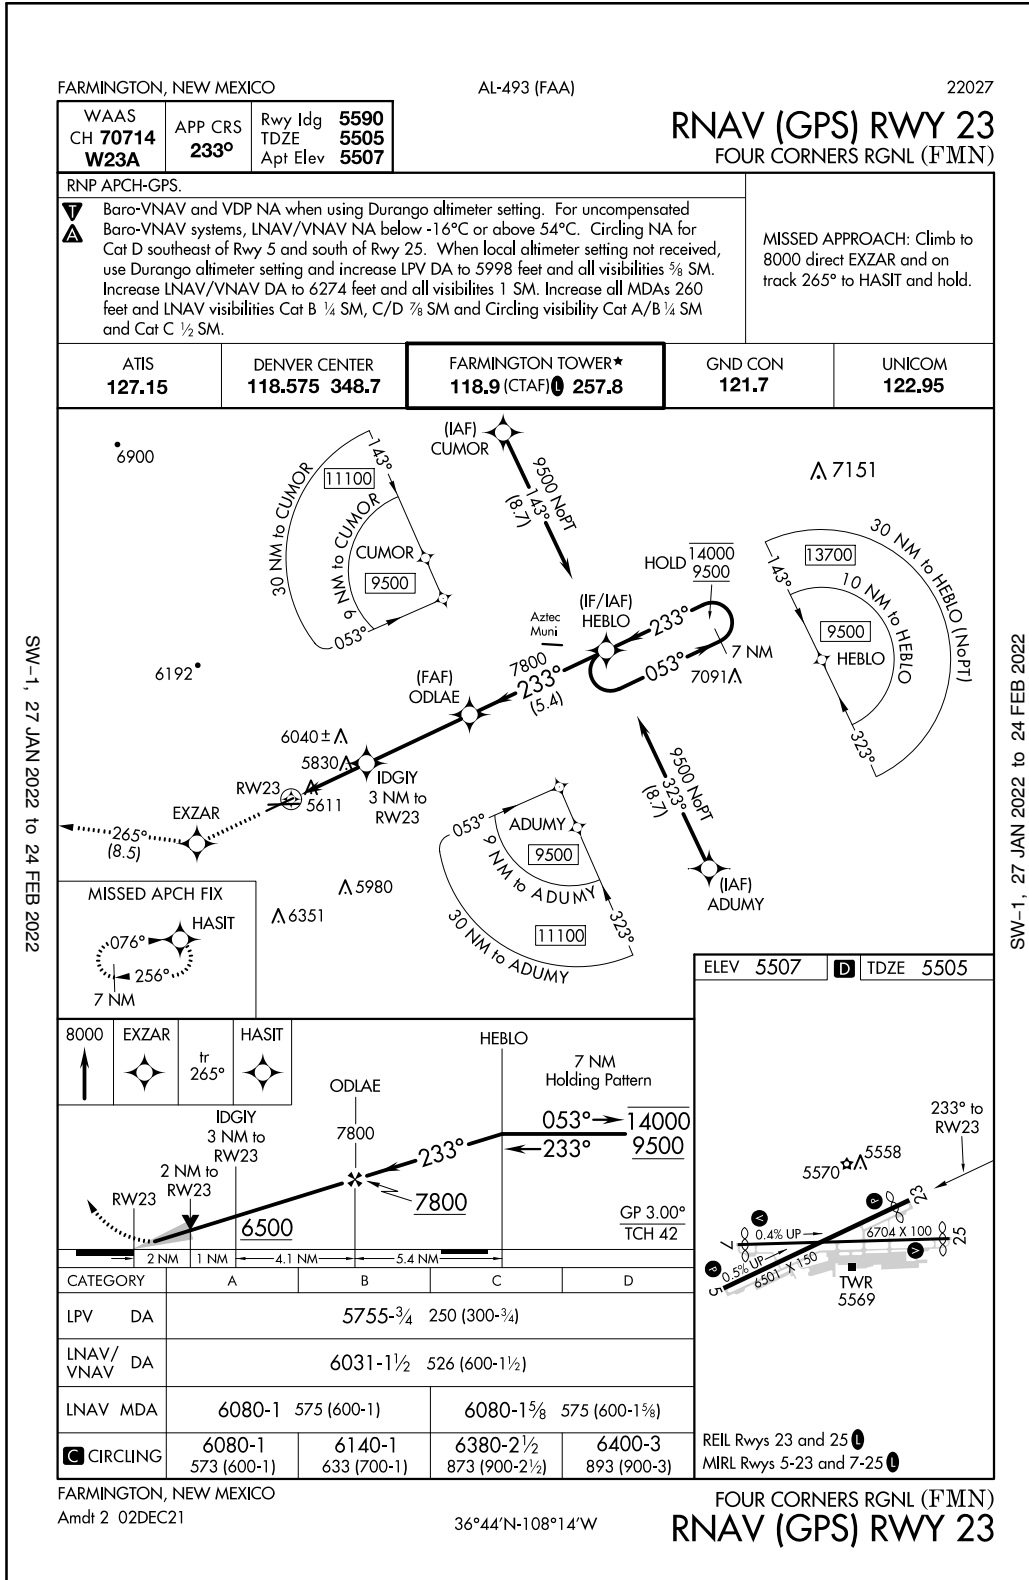 FARMINGTON, NEW MEXICO
AL-493 (FAA)
22027
WAAS
CH 70714
W23A
APP CRS
233°
Rwy ldg 5590
TDZE 5505
Apt Elev 5507
RNAV (GPS) RWY 23
FOUR CORNERS RGNL (FMN)
RNP APCH-GPS.
T
A
Baro-VNAV and VDP NA when using Durango altimeter setting. For uncompensated
Baro-VNAV systems, LNAV/VNAV NA below -16°C or above 54°C. Circling NA for
Cat D southeast of Rwy 5 and south of Rwy 25. When local altimeter setting not received,
use Durango altimeter setting and increase LPV DA to 5998 feet and all visibilities ⅝ SM.
Increase LNAV/VNAV DA to 6274 feet and all visibilites 1 SM. Increase all MDAs 260
feet and LNAV visibilities Cat B ¼ SM, C/D ⅞ SM and Circling visibility Cat A/B ¼ SM
and Cat C ½ SM.
MISSED APPROACH: Climb to
8000 direct EXZAR and on
track 265° to HASIT and hold.
ATIS
127.15
DENVER CENTER
118.575 348.7
FARMINGTON TOWER★
118.9 (CTAF) L 257.8
GND CON
121.7
UNICOM
122.95
6900
30 NM to CUMOR
143°
11100
9 NM to CUMOR
CUMOR
9500
053°
(IAF)
CUMOR
9500 NoPT
143°
(8.7)
7151
HOLD
14000
9500
(IF/IAF)
HEBLO
Aztec
Muni
233°
053°
7 NM
7091
30 NM to HEBLO (NoPT)
13700
143°
10 NM to HEBLO
9500
HEBLO
323°
6192
(FAF)
ODLAE
7800
233°
(5.4)
6040±
5830
IDGIY
3 NM to
RW23
RW23
5611
EXZAR
265°
(8.5)
9500 NoPT
323°
(8.7)
(IAF)
ADUMY
053°
ADUMY
9500
9 NM to ADUMY
11100
323°
30 NM to ADUMY
5980
6351
MISSED APCH FIX
HASIT
076°
256°
7 NM
ELEV 5507
D
TDZE 5505
8000
EXZAR
tr
265°
HASIT
HEBLO
7 NM
Holding Pattern
ODLAE
7800
IDGIY
3 NM to
RW23
2 NM to
RW23
RW23
053°
14000
233°
9500
233°
7800
6500
GP 3.00°
TCH 42
2 NM
1 NM
4.1 NM
5.4 NM
233° to
RW23
5558
5570
P
23
V
7
0.4% UP
6704 X 100
25
V
P
0.5% UP
6501 X 150
5
TWR
5569
CATEGORY A B C D
LPV DA 5755-¾ 250 (300-¾)
LNAV/
VNAV DA 6031-1½ 526 (600-1½)
LNAV MDA 6080-1 575 (600-1) 6080-1⅝ 575 (600-1⅝)
C CIRCLING
6080-1
573 (600-1)
6140-1
633 (700-1)
6380-2½
873 (900-2½)
6400-3
893 (900-3)
REIL Rwys 23 and 25 L
MIRL Rwys 5-23 and 7-25 L
FARMINGTON, NEW MEXICO
Amdt 2 02DEC21
36°44'N-108°14'W
FOUR CORNERS RGNL (FMN)
RNAV (GPS) RWY 23
SW-1, 27 JAN 2022 to 24 FEB 2022
SW-1, 27 JAN 2022 to 24 FEB 2022